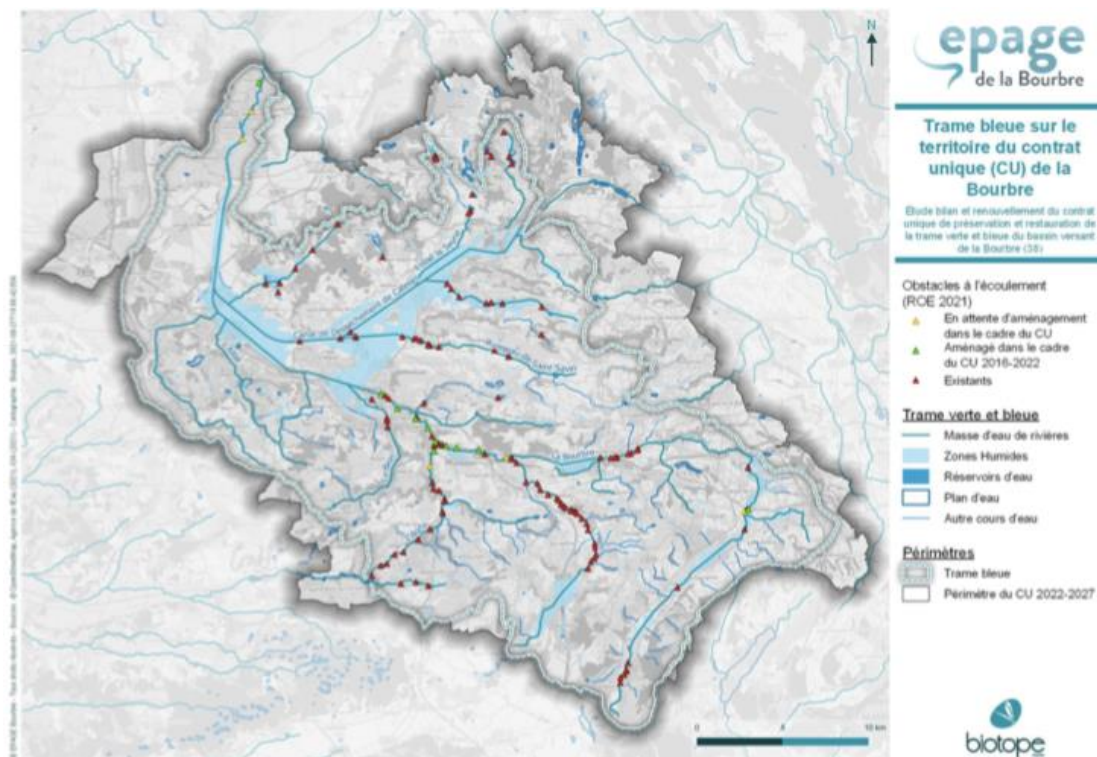 epage
de la Bourbre
Trame bleue sur le
territoire du contrat
unique (CU) de la
Bourbre
Étude bilan et renouvellement du contrat
unique de préservation et restauration de
la trame verte et bleue du bassin versant
de la Bourbre (38)
Obstacles à l'écoulement
(ROE 2021)
En attente d'aménagement
dans le cadre du CU
Aménagé dans le cadre
du CU 2016-2022
Existants
Trame verte et bleue
Masse d'eau de rivières
Zones Humides
Réservoirs d'eau
Plan d'eau
Autre cours d'eau
Périmètres
Trame bleue
Périmètre du CU 2022-2027
biotope
N
La Bourbre
0
10 km